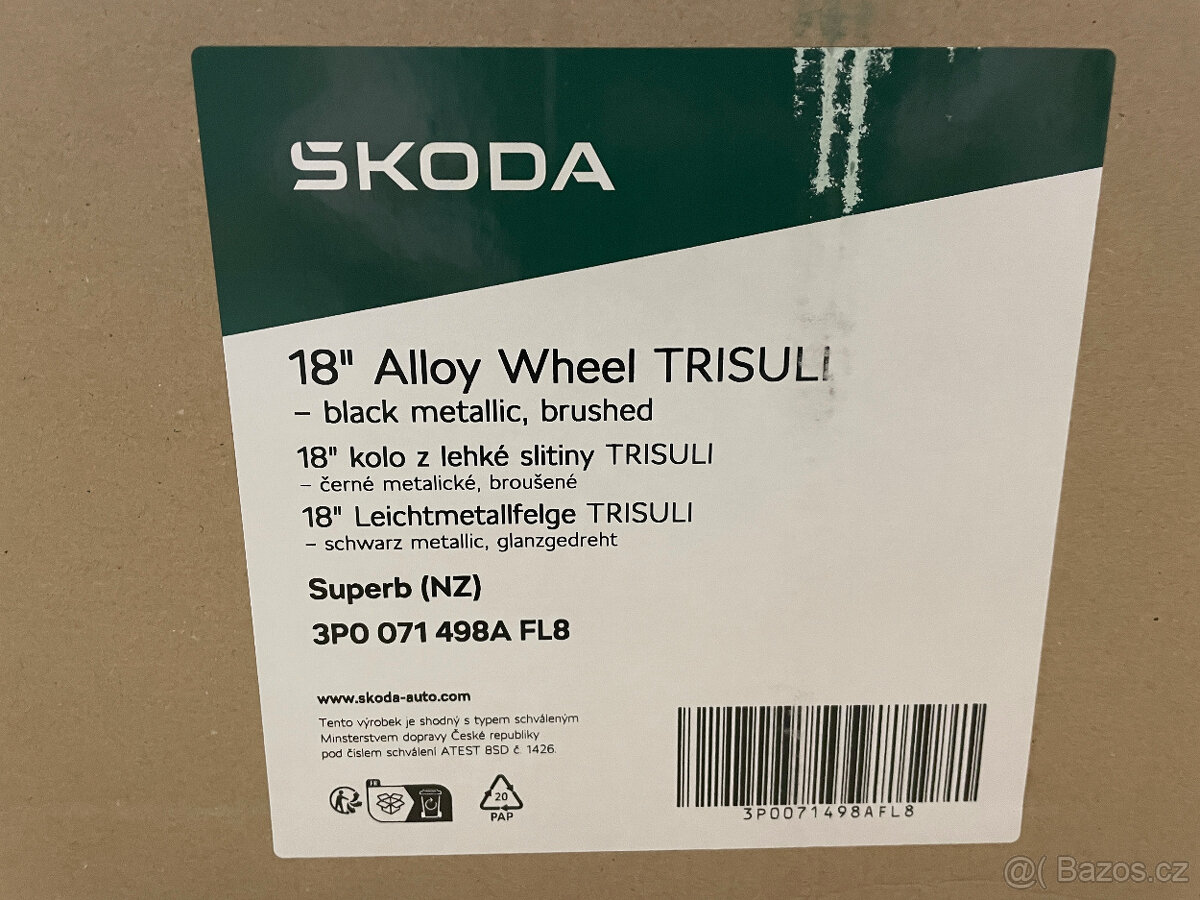 ŠKODA
18" Alloy Wheel TRISULI
– black metallic, brushed
18" kolo z lehké slitiny TRISULI
– černé metalické, broušené
18" Leichtmetallfelge TRISULI
– schwarz metallic, glanzgedreht
Superb (NZ)
3P0 071 498A FL8
www.skoda-auto.com
Tento výrobek je shodný s typem schváleným
Minsterstvem dopravy České republiky
pod číslem schválení ATEST 8SD č. 1426.
FR
20
PAP
3P0071498AFL8
@( Bazos.cz